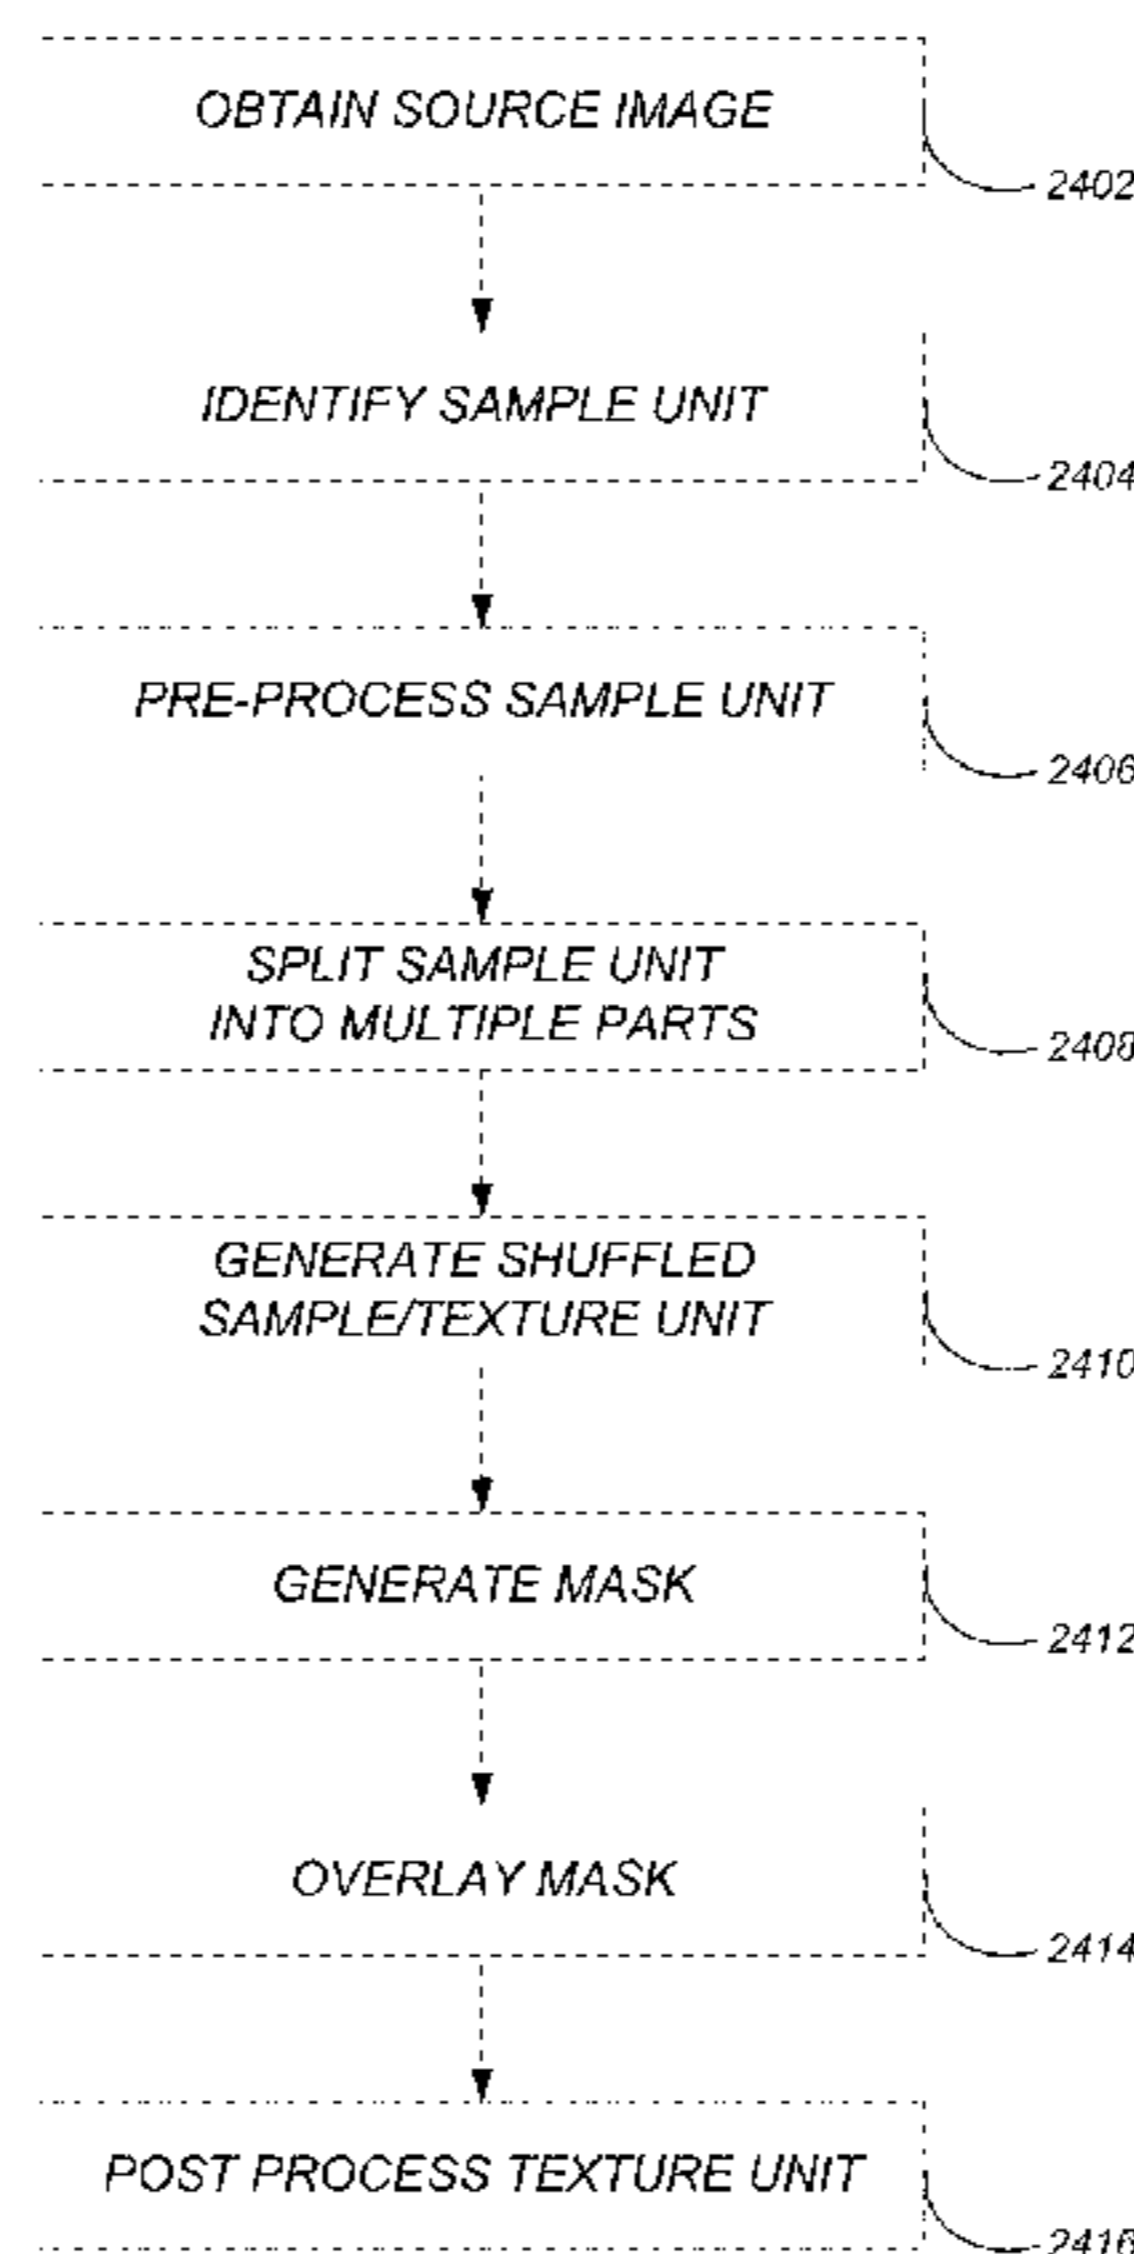 OBTAIN SOURCE IMAGE
2402
IDENTIFY SAMPLE UNIT
2404
PRE-PROCESS SAMPLE UNIT
2406
SPLIT SAMPLE UNIT
INTO MULTIPLE PARTS
2408
GENERATE SHUFFLED
SAMPLE/TEXTURE UNIT
2410
GENERATE MASK
2412
OVERLAY MASK
2414
POST PROCESS TEXTURE UNIT
2416